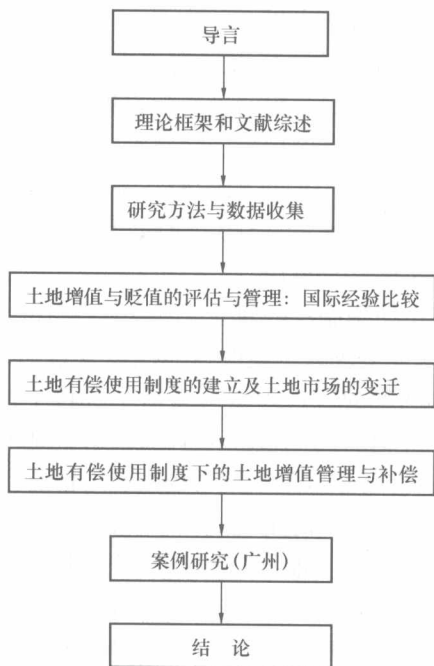 导言
理论框架和文献综述
研究方法与数据收集
土地增值与贬值的评估与管理：国际经验比较
土地有偿使用制度的建立及土地市场的变迁
土地有偿使用制度下的土地增值管理与补偿
案例研究(广州)
结 论